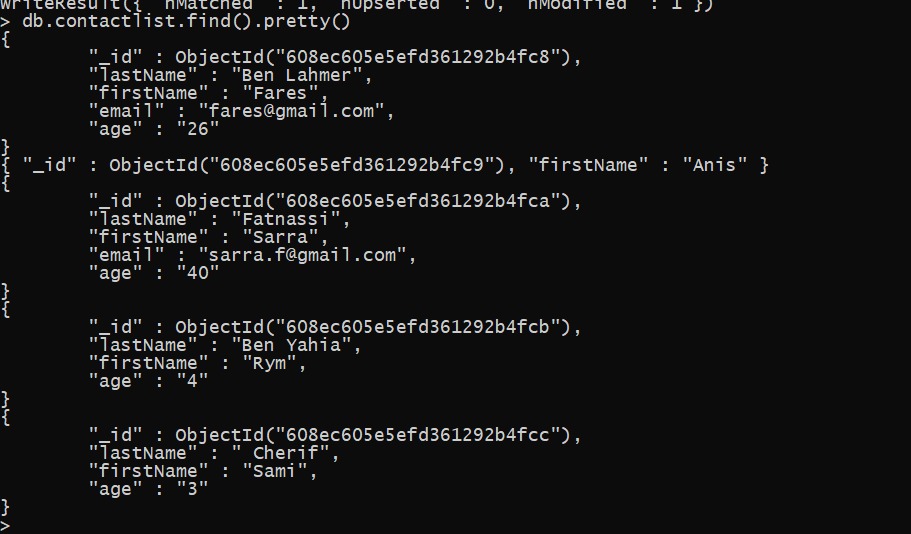 WriteResult({ "nMatched" : 1, "nUpserted" : 0, "nModified" : 1 })
> db.contactlist.find().pretty()
{
        "_id" : ObjectId("608ec605e5efd361292b4fc8"),
        "lastName" : "Ben Lahmer",
        "firstName" : "Fares",
        "email" : "fares@gmail.com",
        "age" : "26"
}
{ "_id" : ObjectId("608ec605e5efd361292b4fc9"), "firstName" : "Anis" }
{
        "_id" : ObjectId("608ec605e5efd361292b4fca"),
        "lastName" : "Fatnassi",
        "firstName" : "Sarra",
        "email" : "sarra.f@gmail.com",
        "age" : "40"
}
{
        "_id" : ObjectId("608ec605e5efd361292b4fcb"),
        "lastName" : "Ben Yahia",
        "firstName" : "Rym",
        "age" : "4"
}
{
        "_id" : ObjectId("608ec605e5efd361292b4fcc"),
        "lastName" : " Cherif",
        "firstName" : "Sami",
        "age" : "3"
}
>